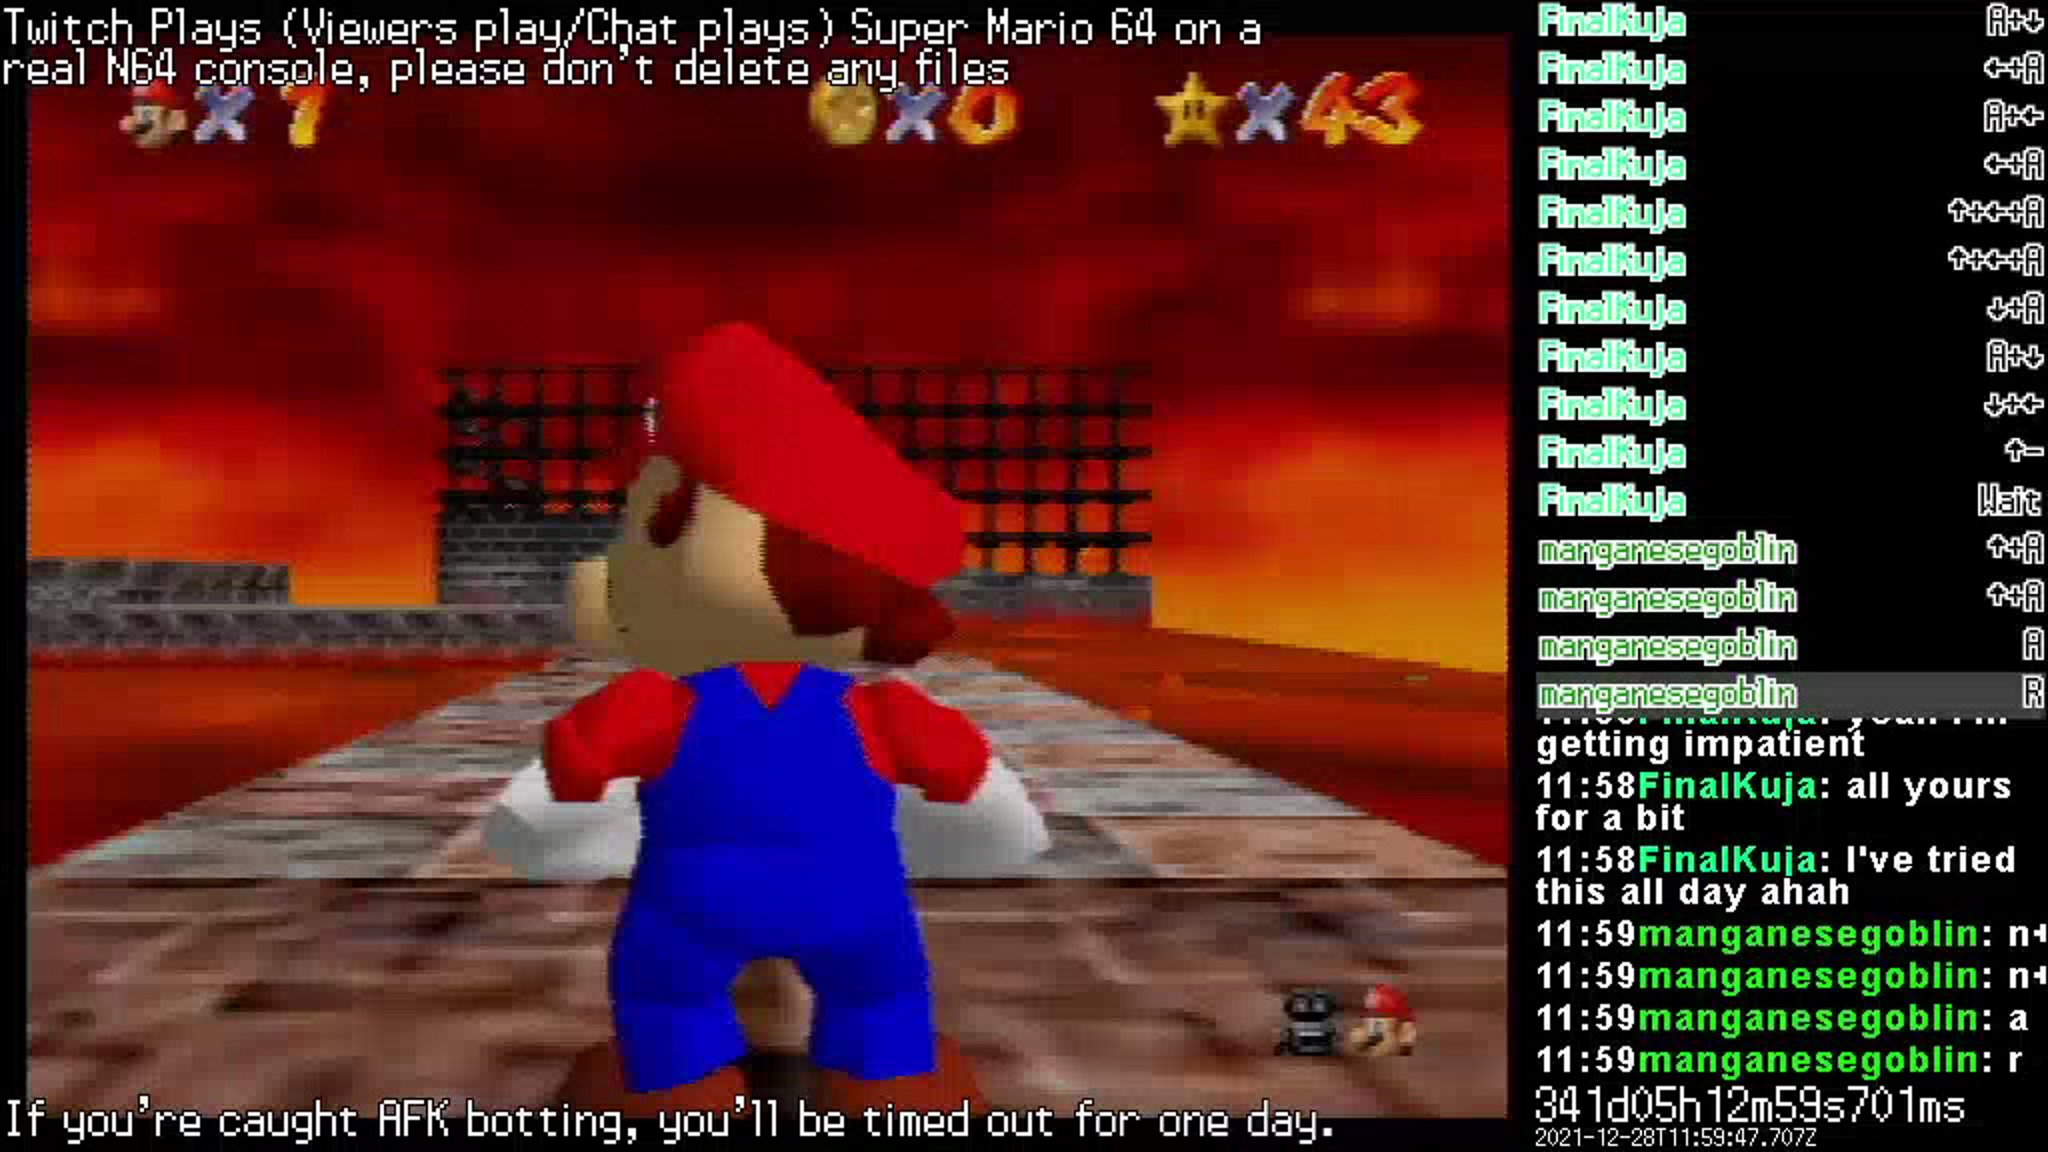 Twitch Plays (Viewers play/Chat plays) Super Mario 64 on a
real N64 console, please don't delete any files
x 1
x 0
x 43
FinalKuja A+↓
FinalKuja ←+A
FinalKuja A+←
FinalKuja ←+A
FinalKuja ↑+←+A
FinalKuja ↑+←+A
FinalKuja ↓+A
FinalKuja A+↓
FinalKuja ↓+←
FinalKuja ↑-
FinalKuja Wait
manganesegoblin ↑+A
manganesegoblin ↑+A
manganesegoblin A
manganesegoblin R
getting impatient
11:58FinalKuja: all yours
for a bit
11:58FinalKuja: I've tried
this all day ahah
11:59manganesegoblin: n+
11:59manganesegoblin: n+
11:59manganesegoblin: a
11:59manganesegoblin: r
341d05h12m59s701ms
2021-12-28T11:59:47.707Z
If you're caught AFK botting, you'll be timed out for one day.